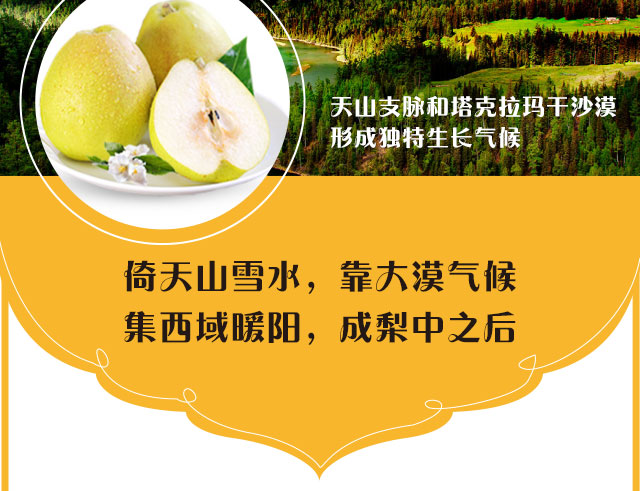 天山支脉和塔克拉玛干沙漠
形成独特生长气候
倚天山雪水，靠大漠气候
集西域暖阳，成梨中之后